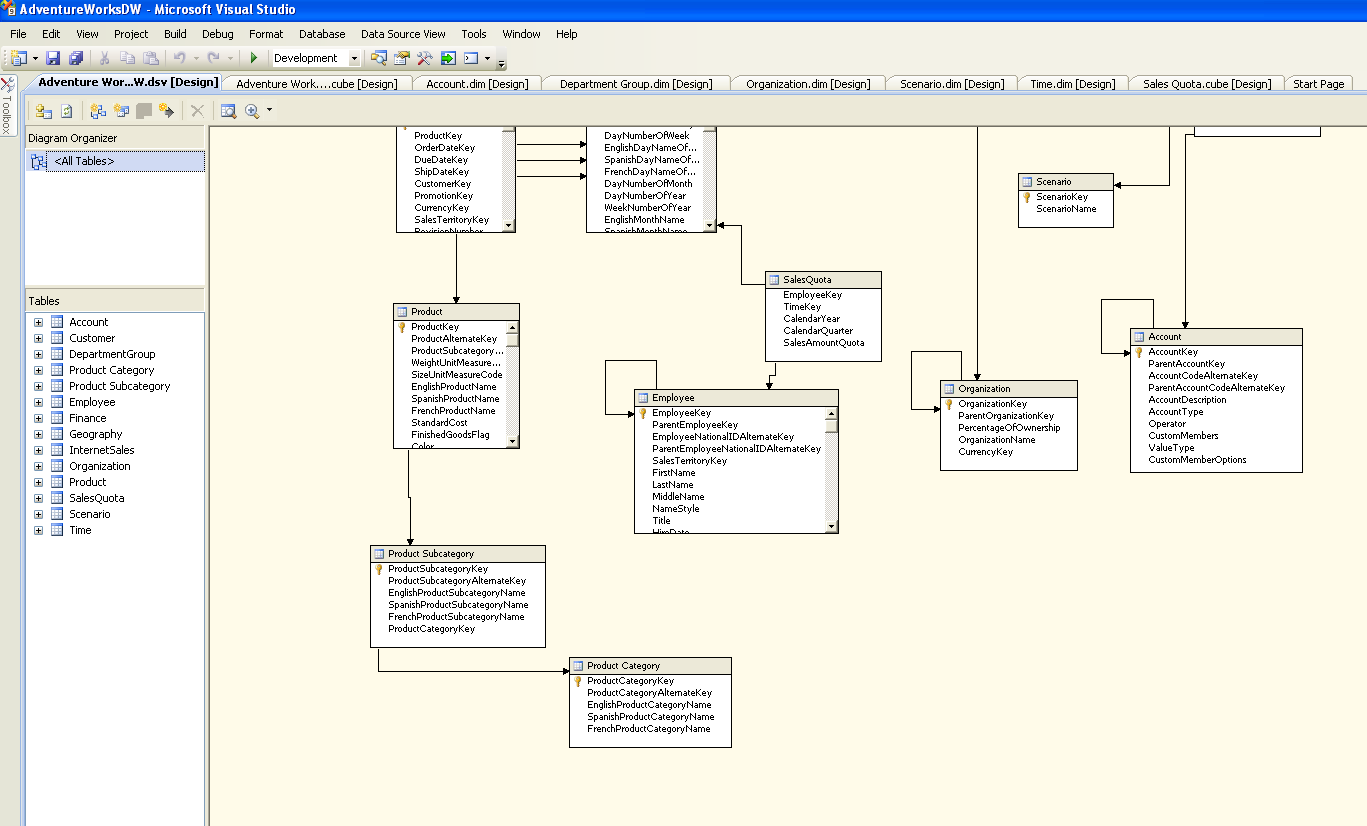 AdventureWorksDW - Microsoft Visual Studio
File Edit View Project Build Debug Format Database Data Source View Tools Window Help
Development
Adventure Wor...W.dsv [Design] Adventure Work....cube [Design] Account.dim [Design] Department Group.dim [Design] Organization.dim [Design] Scenario.dim [Design] Time.dim [Design] Sales Quota.cube [Design] Start Page
Toolbox
Diagram Organizer
<All Tables>
Tables
Account
Customer
DepartmentGroup
Product Category
Product Subcategory
Employee
Finance
Geography
InternetSales
Organization
Product
SalesQuota
Scenario
Time
ProductKey
OrderDateKey
DueDateKey
ShipDateKey
CustomerKey
PromotionKey
CurrencyKey
SalesTerritoryKey
RevisionNumber
DayNumberOfWeek
EnglishDayNameOf...
SpanishDayNameOf...
FrenchDayNameOf...
DayNumberOfMonth
DayNumberOfYear
WeekNumberOfYear
EnglishMonthName
SpanishMonthName
Scenario
ScenarioKey
ScenarioName
SalesQuota
EmployeeKey
TimeKey
CalendarYear
CalendarQuarter
SalesAmountQuota
Product
ProductKey
ProductAlternateKey
ProductSubcategory...
WeightUnitMeasure...
SizeUnitMeasureCode
EnglishProductName
SpanishProductName
FrenchProductName
StandardCost
FinishedGoodsFlag
Color
Employee
EmployeeKey
ParentEmployeeKey
EmployeeNationalIDAlternateKey
ParentEmployeeNationalIDAlternateKey
SalesTerritoryKey
FirstName
LastName
MiddleName
NameStyle
Title
HireDate
Organization
OrganizationKey
ParentOrganizationKey
PercentageOfOwnership
OrganizationName
CurrencyKey
Account
AccountKey
ParentAccountKey
AccountCodeAlternateKey
ParentAccountCodeAlternateKey
AccountDescription
AccountType
Operator
CustomMembers
ValueType
CustomMemberOptions
Product Subcategory
ProductSubcategoryKey
ProductSubcategoryAlternateKey
EnglishProductSubcategoryName
SpanishProductSubcategoryName
FrenchProductSubcategoryName
ProductCategoryKey
Product Category
ProductCategoryKey
ProductCategoryAlternateKey
EnglishProductCategoryName
SpanishProductCategoryName
FrenchProductCategoryName